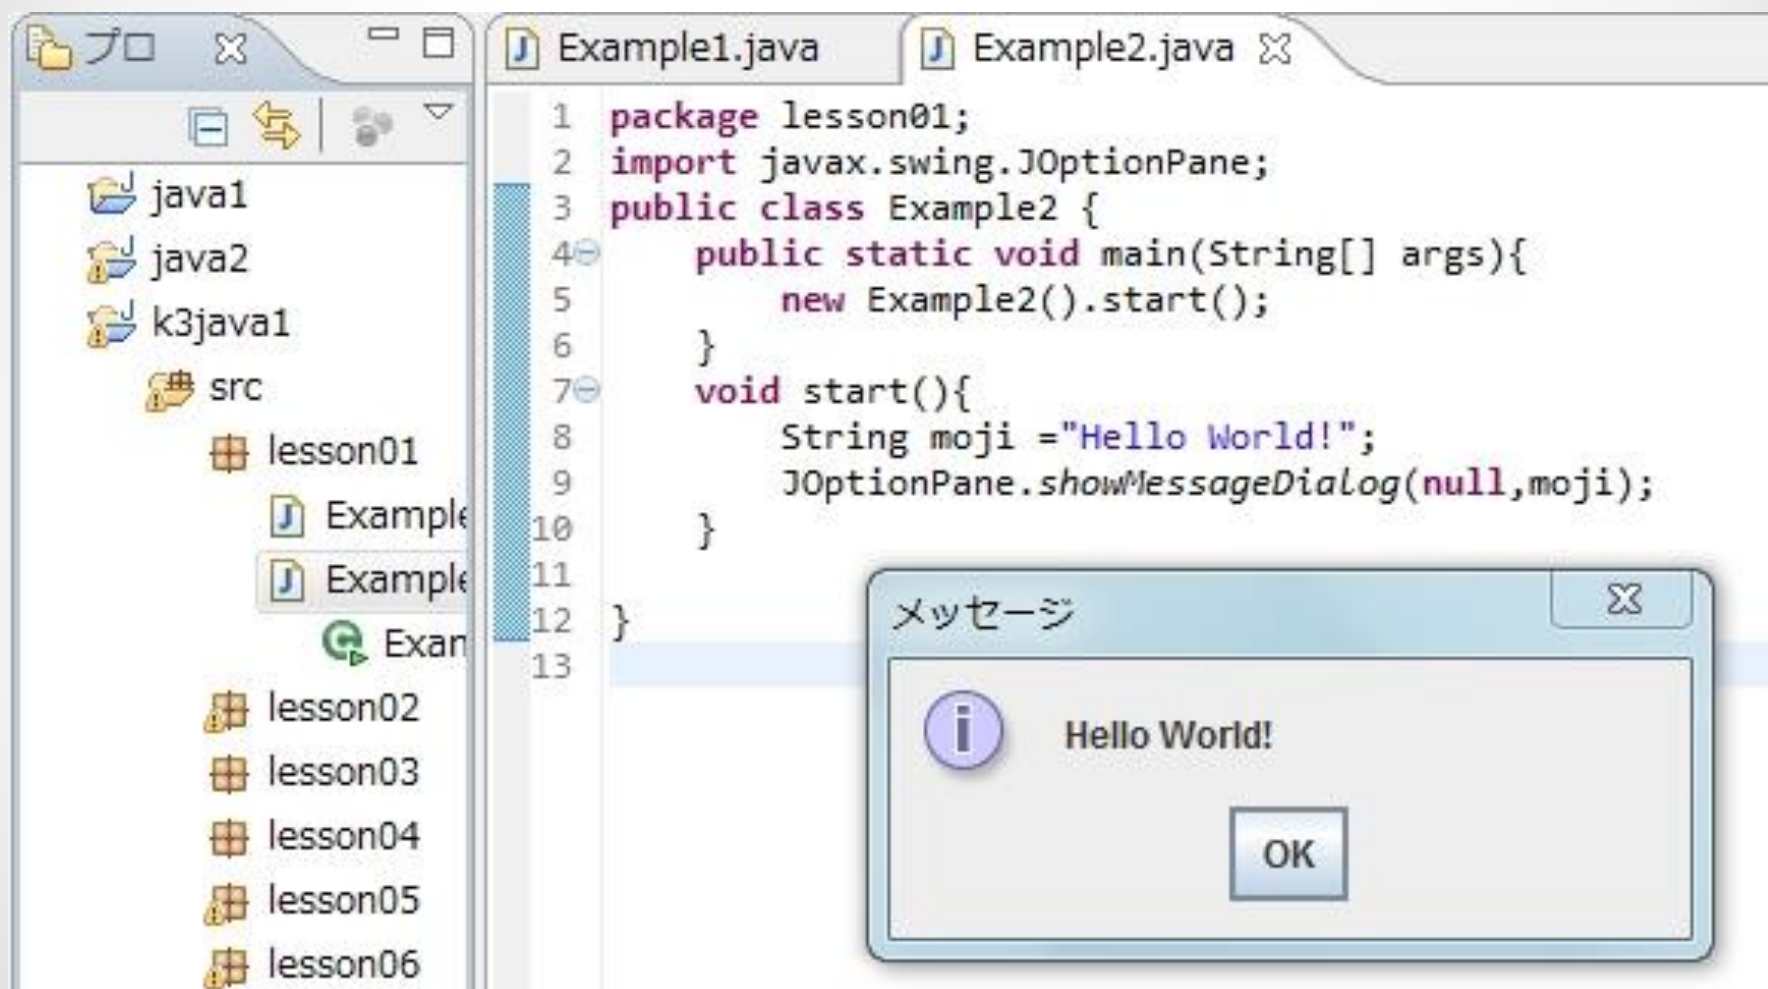 プロ
java1
java2
k3java1
src
lesson01
Example
Example
Exam
lesson02
lesson03
lesson04
lesson05
lesson06
Example1.java
Example2.java
1 package lesson01;
2 import javax.swing.JOptionPane;
3 public class Example2 {
4 public static void main(String[] args){
5 new Example2().start();
6 }
7 void start(){
8 String moji ="Hello World!";
9 JOptionPane.showMessageDialog(null,moji);
10 }
11
12 }
13
メッセージ
i
Hello World!
OK